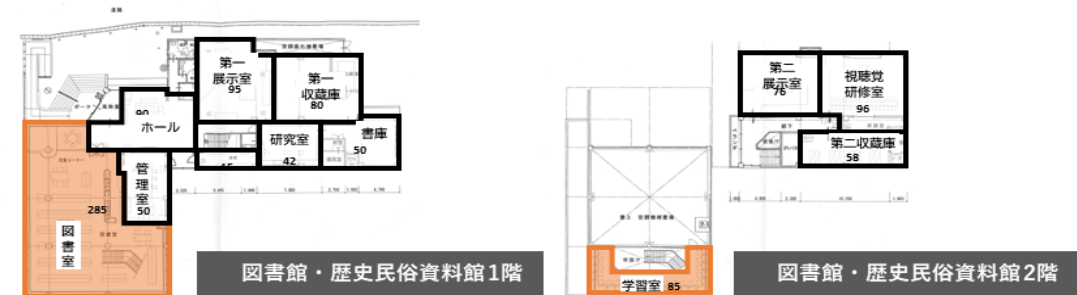 道路
第一
展示室
95
第一
収蔵庫
80
90
ホール
研究室
42
書庫
50
管
理
室
50
285
図
書
室
図書館・歴史民俗資料館1階
第二
展示室
76
視聴覚
研修室
96
第二収蔵庫
58
学習室 85
図書館・歴史民俗資料館2階